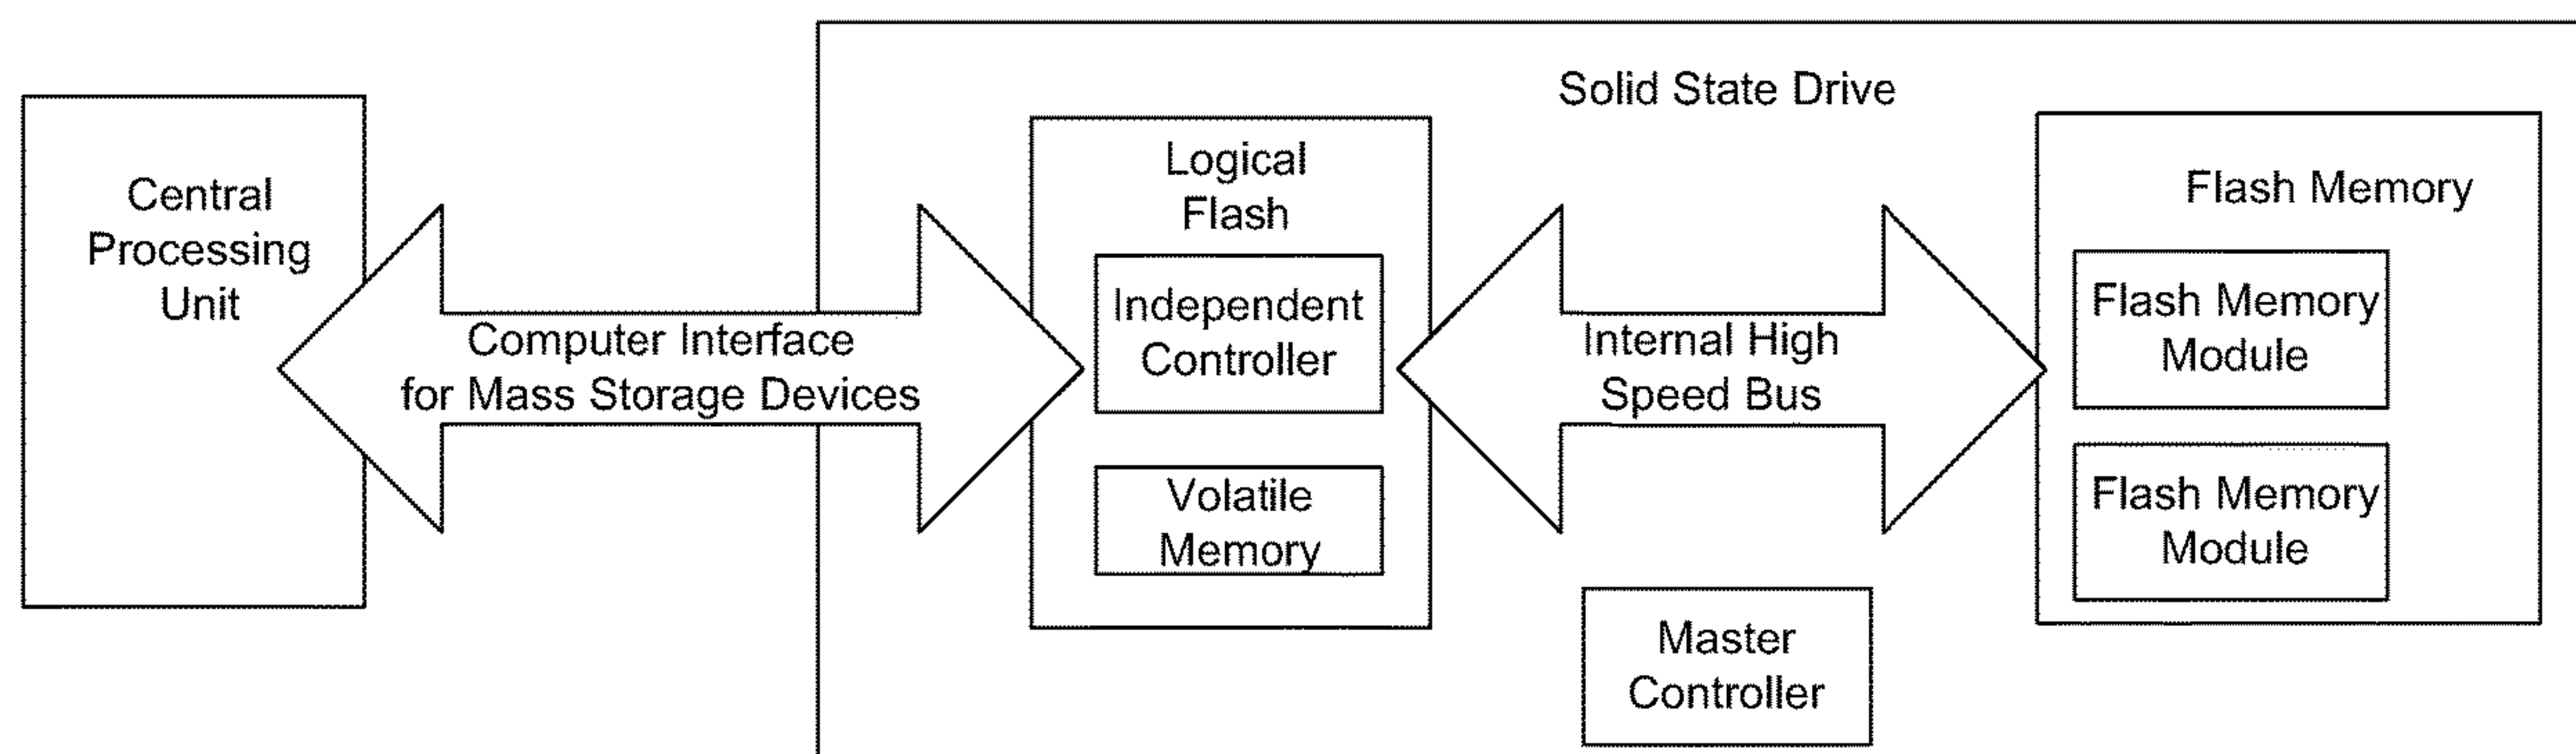 Solid State Drive
Central
Processing
Unit
Computer Interface
for Mass Storage Devices
Logical
Flash
Independent
Controller
Volatile
Memory
Internal High
Speed Bus
Master
Controller
Flash Memory
Flash Memory
Module
Flash Memory
Module